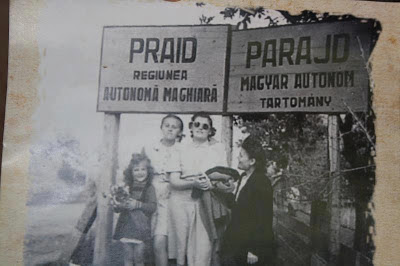 PRAID
REGIUNEA
AUTONOMĂ MAGHIARĂ
PARAJD
MAGYAR AUTONOM
TARTOMÁNY